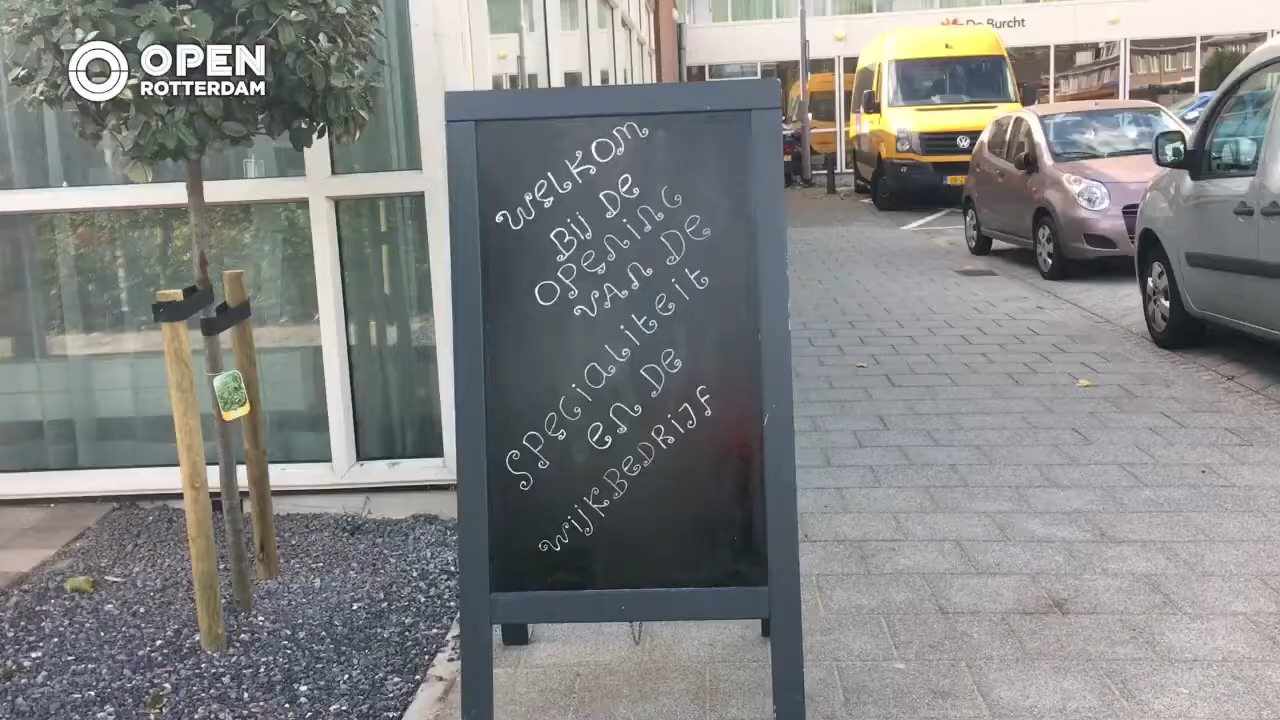 OPEN
ROTTERDAM
De Burcht
WELKOM
BIJ DE
OPENING
VAN DE
SPECIALITEIT
EN DE
WIJKBEDRIJF